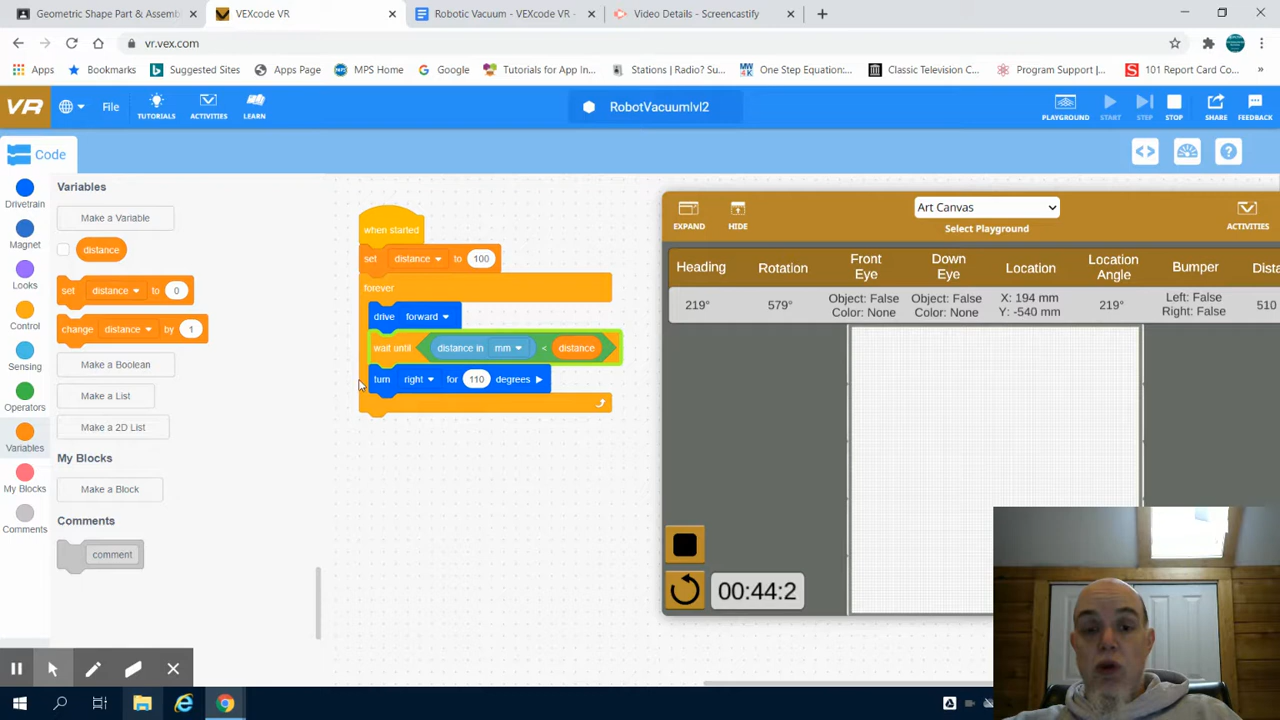 Geometric Shape Part & Assemb
VEXcode VR
Robotic Vacuum - VEXcode VR -
Video Details - Screencastify
vr.vex.com
Apps
Bookmarks
Suggested Sites
Apps Page
MPS Home
Google
Tutorials for App In...
Stations | Radio? Su...
One Step Equation:...
Classic Television C...
Program Support |...
101 Report Card Co...
VR
File
TUTORIALS
ACTIVITIES
LEARN
RobotVacuumlvl2
PLAYGROUND
START
STEP
STOP
SHARE
FEEDBACK
Code
Drivetrain
Magnet
Looks
Control
Sensing
Operators
Variables
My Blocks
Comments
Variables
Make a Variable
distance
set distance to 0
change distance by 1
Make a Boolean
Make a List
Make a 2D List
My Blocks
Make a Block
Comments
comment
when started
set distance to 100
forever
drive forward
wait until distance in mm < distance
turn right for 110 degrees
EXPAND
HIDE
Art Canvas
Select Playground
ACTIVITIES
Heading Rotation Front Eye Down Eye Location Location Angle Bumper Dista
219° 579° Object: False Color: None Object: False Color: None X: 194 mm Y: -540 mm 219° Left: False Right: False 510
00:44:2